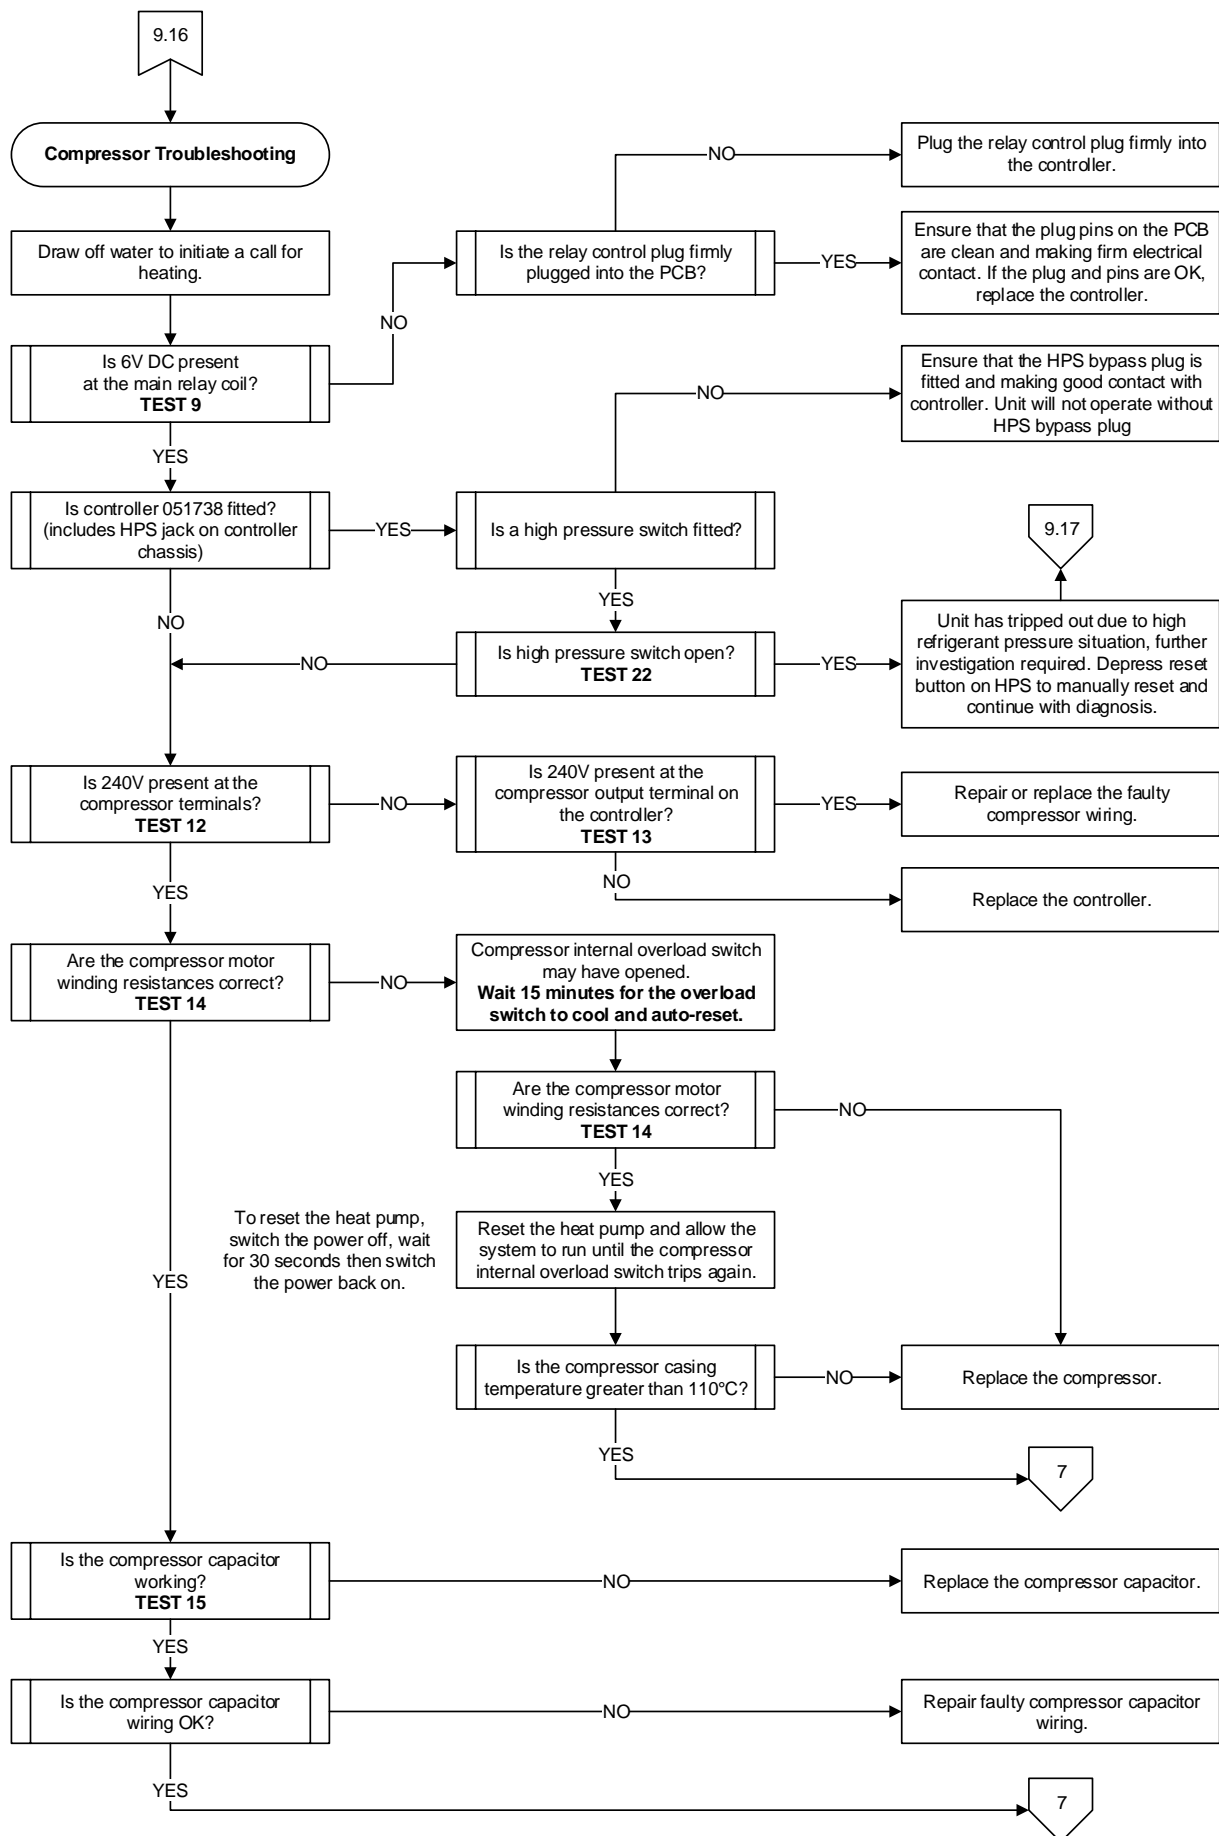 9.16
Compressor Troubleshooting
NO
Plug the relay control plug firmly into
the controller.
Draw off water to initiate a call for
heating.
Is the relay control plug firmly
plugged into the PCB?
YES
Ensure that the plug pins on the PCB
are clean and making firm electrical
contact. If the plug and pins are OK,
replace the controller.
NO
Is 6V DC present
at the main relay coil?
TEST 9
NO
Ensure that the HPS bypass plug is
fitted and making good contact with
controller. Unit will not operate without
HPS bypass plug
YES
Is controller 051738 fitted?
(includes HPS jack on controller
chassis)
YES
Is a high pressure switch fitted?
9.17
YES
NO
Is high pressure switch open?
TEST 22
NO
YES
Unit has tripped out due to high
refrigerant pressure situation, further
investigation required. Depress reset
button on HPS to manually reset and
continue with diagnosis.
Is 240V present at the
compressor terminals?
TEST 12
NO
Is 240V present at the
compressor output terminal on
the controller?
TEST 13
YES
Repair or replace the faulty
compressor wiring.
YES
NO
Replace the controller.
Are the compressor motor
winding resistances correct?
TEST 14
NO
Compressor internal overload switch
may have opened.
Wait 15 minutes for the overload
switch to cool and auto-reset.
Are the compressor motor
winding resistances correct?
TEST 14
NO
YES
To reset the heat pump,
switch the power off, wait
for 30 seconds then switch
the power back on.
Reset the heat pump and allow the
system to run until the compressor
internal overload switch trips again.
YES
Is the compressor casing
temperature greater than 110°C?
NO
Replace the compressor.
YES
7
Is the compressor capacitor
working?
TEST 15
NO
Replace the compressor capacitor.
YES
Is the compressor capacitor
wiring OK?
NO
Repair faulty compressor capacitor
wiring.
YES
7